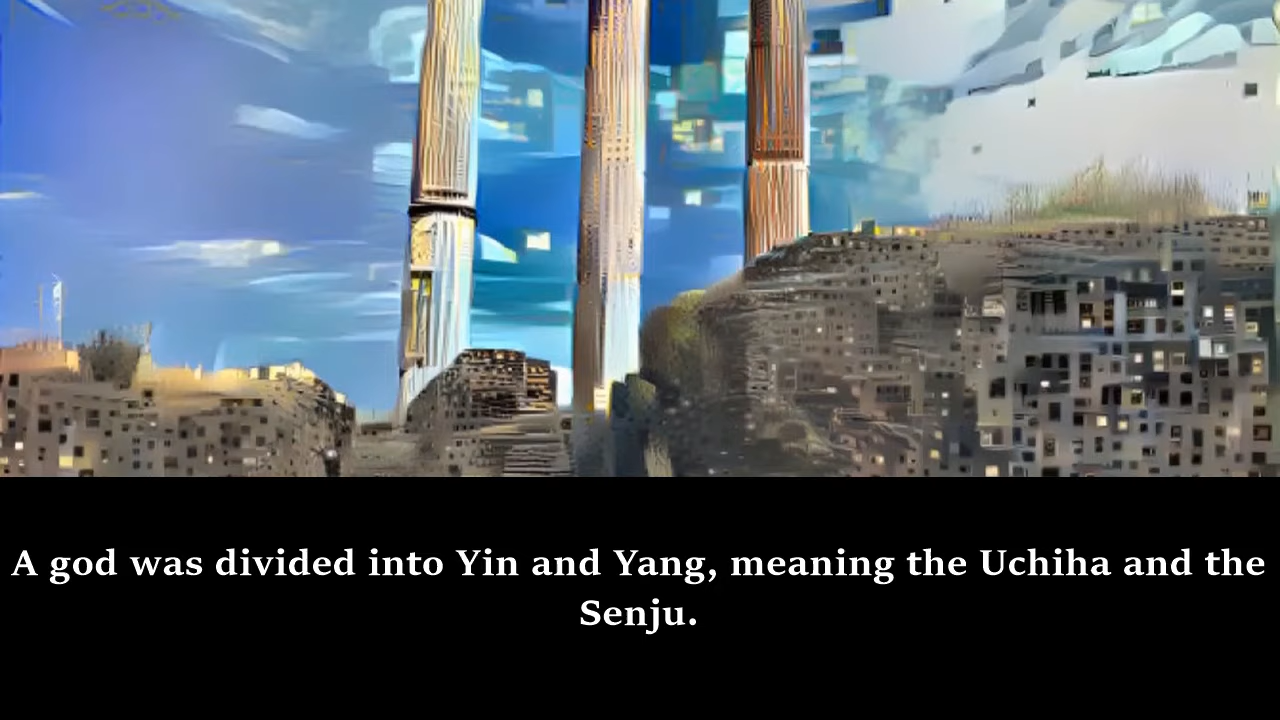 A god was divided into Yin and Yang, meaning the Uchiha and the
Senju.